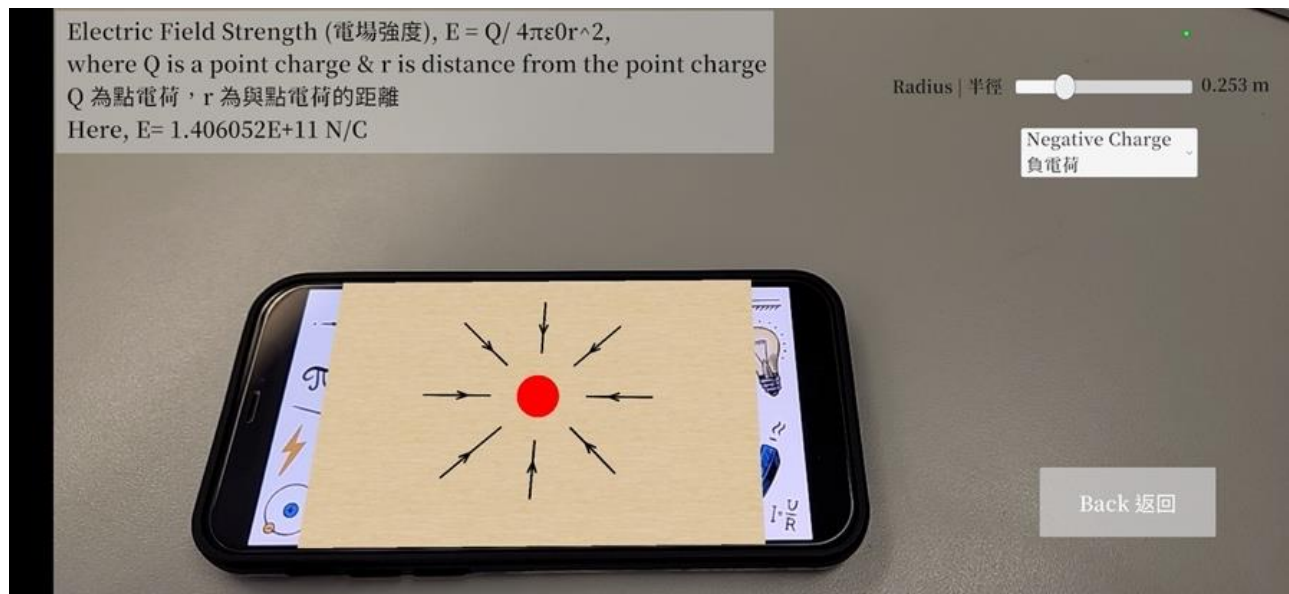 Electric Field Strength (電場強度), E = Q/ 4πε0r^2,
where Q is a point charge & r is distance from the point charge
Q 為點電荷，r 為與點電荷的距離
Here, E= 1.406052E+11 N/C
Radius | 半徑 0.253 m
Negative Charge
負電荷
π
I=U/R
Back 返回